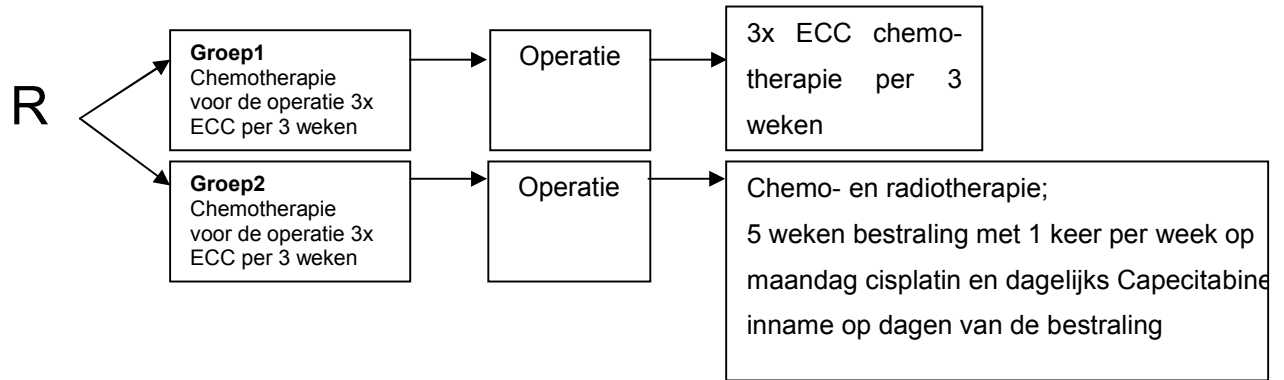 R
Groep1
Chemotherapie
voor de operatie 3x
ECC per 3 weken
Operatie
3x ECC chemo-
therapie per 3
weken
Groep2
Chemotherapie
voor de operatie 3x
ECC per 3 weken
Operatie
Chemo- en radiotherapie;
5 weken bestraling met 1 keer per week op
maandag cisplatin en dagelijks Capecitabine
inname op dagen van de bestraling